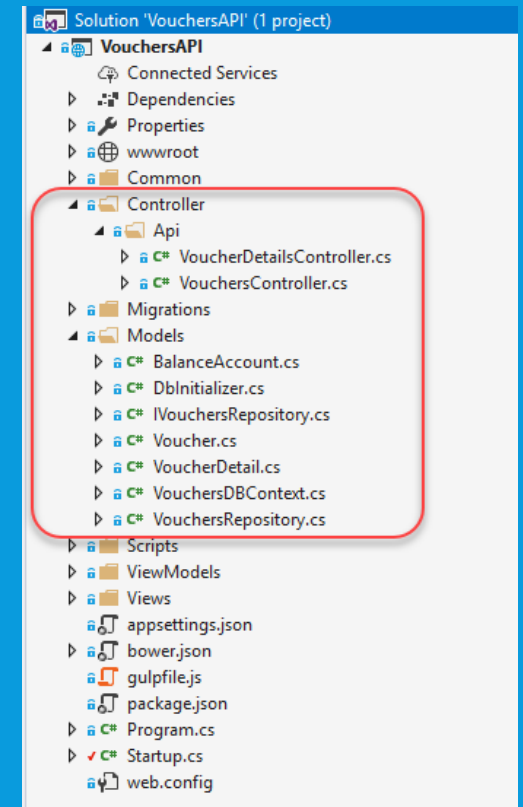 Solution 'VouchersAPI' (1 project)
VouchersAPI
Connected Services
Dependencies
Properties
wwwroot
Common
Controller
Api
C# VoucherDetailsController.cs
C# VouchersController.cs
Migrations
Models
C# BalanceAccount.cs
C# DbInitializer.cs
C# IVouchersRepository.cs
C# Voucher.cs
C# VoucherDetail.cs
C# VouchersDBContext.cs
C# VouchersRepository.cs
Scripts
ViewModels
Views
appsettings.json
bower.json
gulpfile.js
package.json
C# Program.cs
C# Startup.cs
web.config